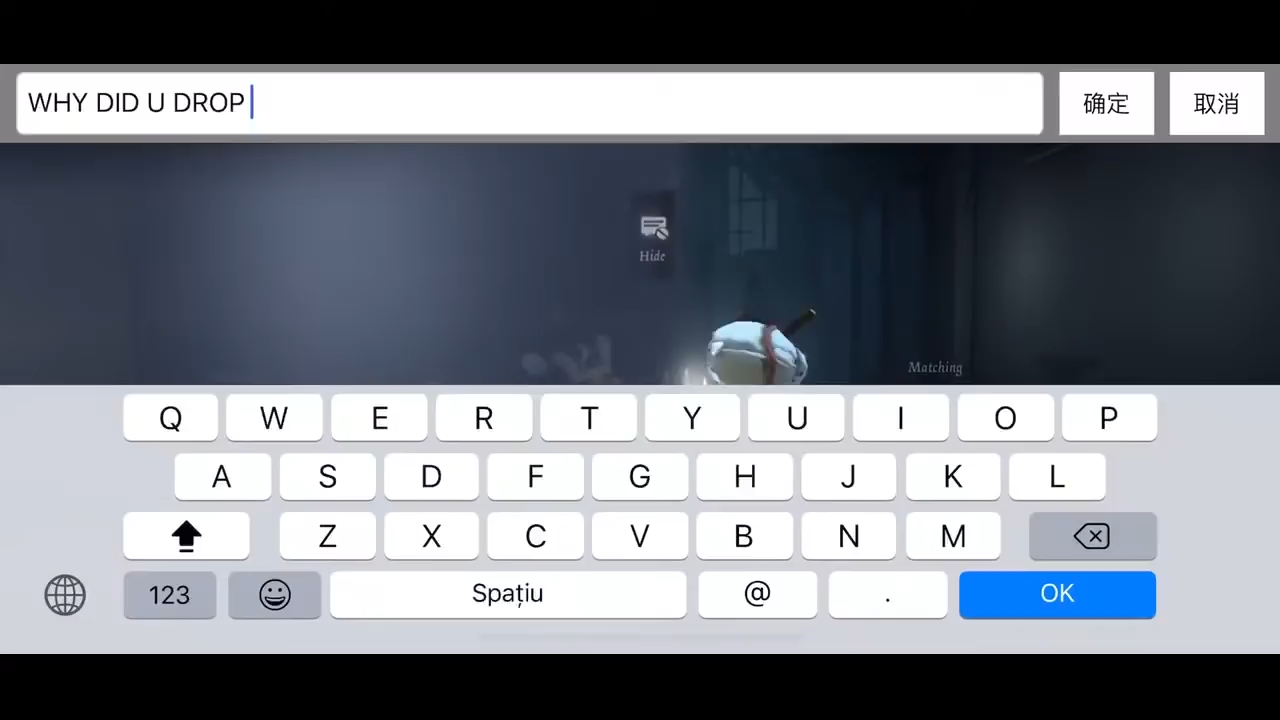 WHY DID U DROP
确定
取消
Hide
Matching
Q W E R T Y U I O P
A S D F G H J K L
Z X C V B N M
123
Spațiu
@
.
OK